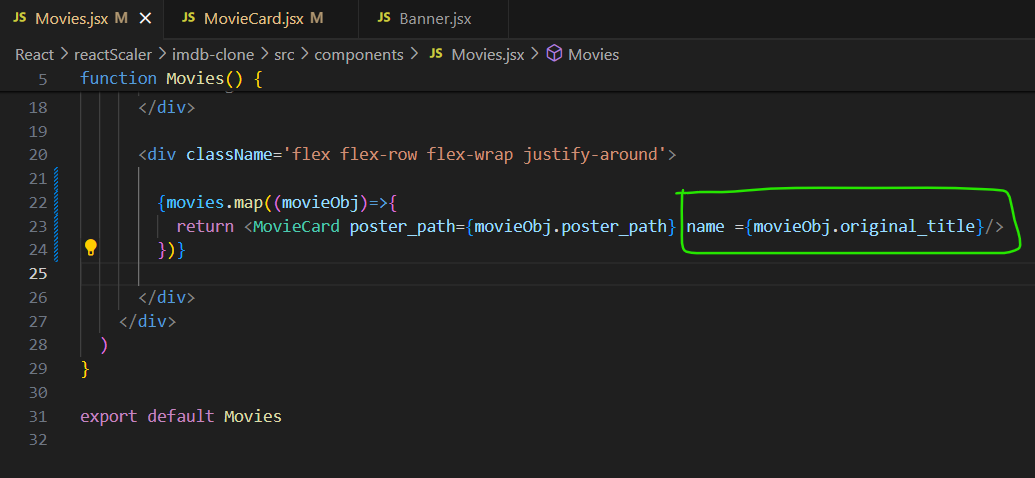 JS Movies.jsx M × JS MovieCard.jsx M JS Banner.jsx
React > reactScaler > imdb-clone > src > components > JS Movies.jsx > Movies
5 function Movies() {
18 </div>
19
20 <div className='flex flex-row flex-wrap justify-around'>
21
22 {movies.map((movieObj)=>{
23 return <MovieCard poster_path={movieObj.poster_path} name ={movieObj.original_title}/>
24 })}
25
26 </div>
27 </div>
28 )
29 }
30
31 export default Movies
32